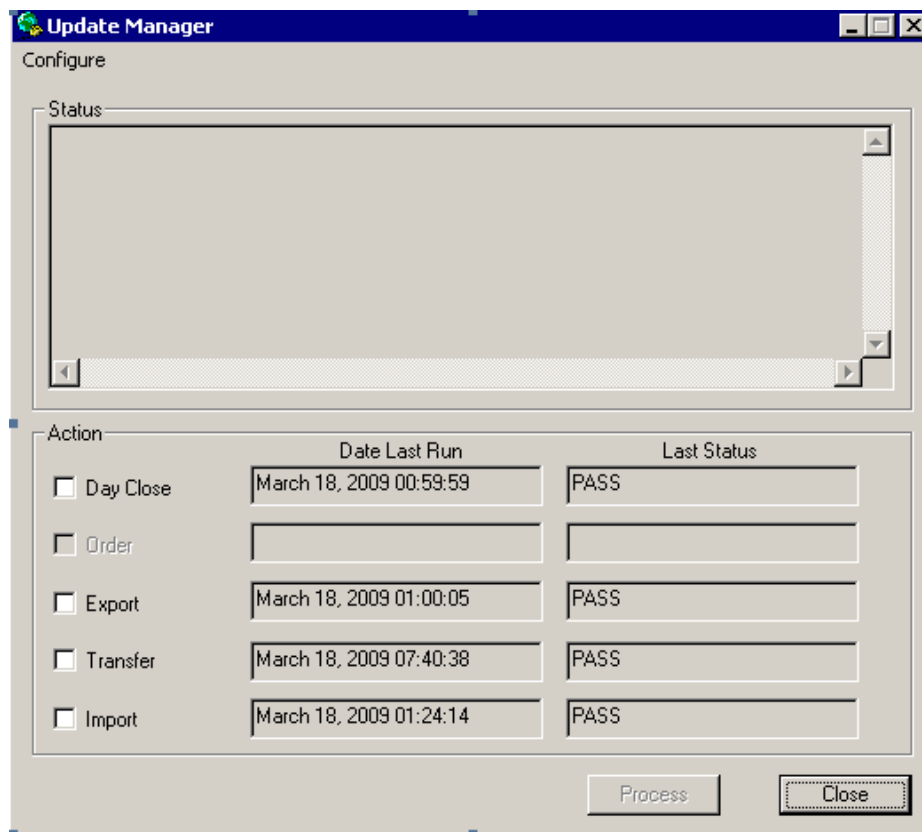 Update Manager
Configure
Status
Action
Date Last Run Last Status
Day Close March 18, 2009 00:59:59 PASS
Order
Export March 18, 2009 01:00:05 PASS
Transfer March 18, 2009 07:40:38 PASS
Import March 18, 2009 01:24:14 PASS
Process Close